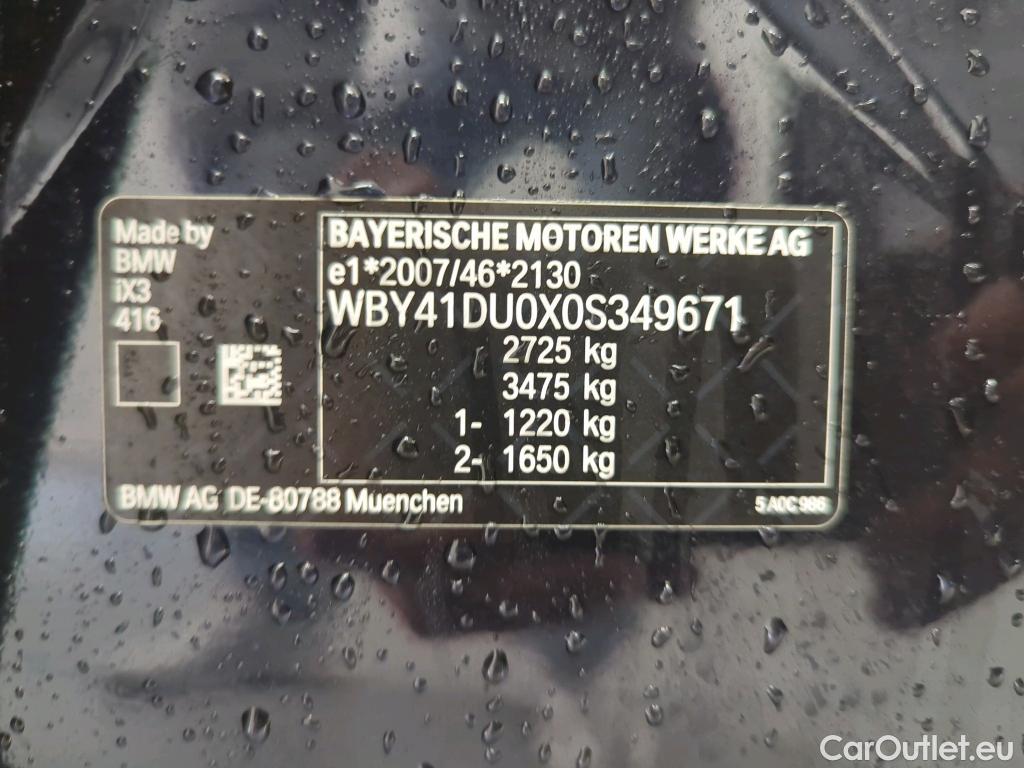 Made by
BMW
iX3
416
BAYERISCHE MOTOREN WERKE AG
e1*2007/46*2130
WBY41DU0X0S349671
2725 kg
3475 kg
1- 1220 kg
2- 1650 kg
BMW AG DE-80788 Muenchen
5 A0C 986
CarOutlet.eu